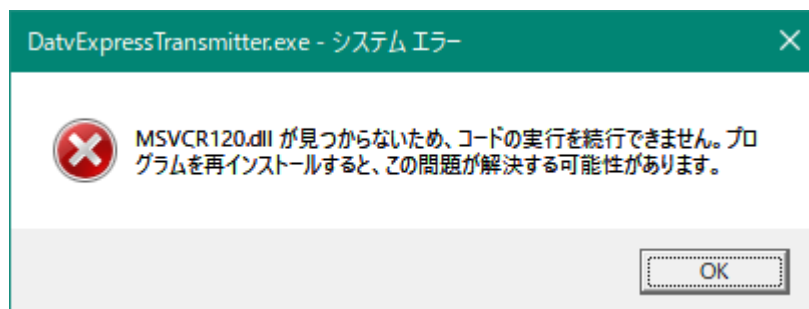 DatvExpressTransmitter.exe - システム エラー
MSVCR120.dll が見つからないため、コードの実行を続行できません。プロ
グラムを再インストールすると、この問題が解決する可能性があります。
OK